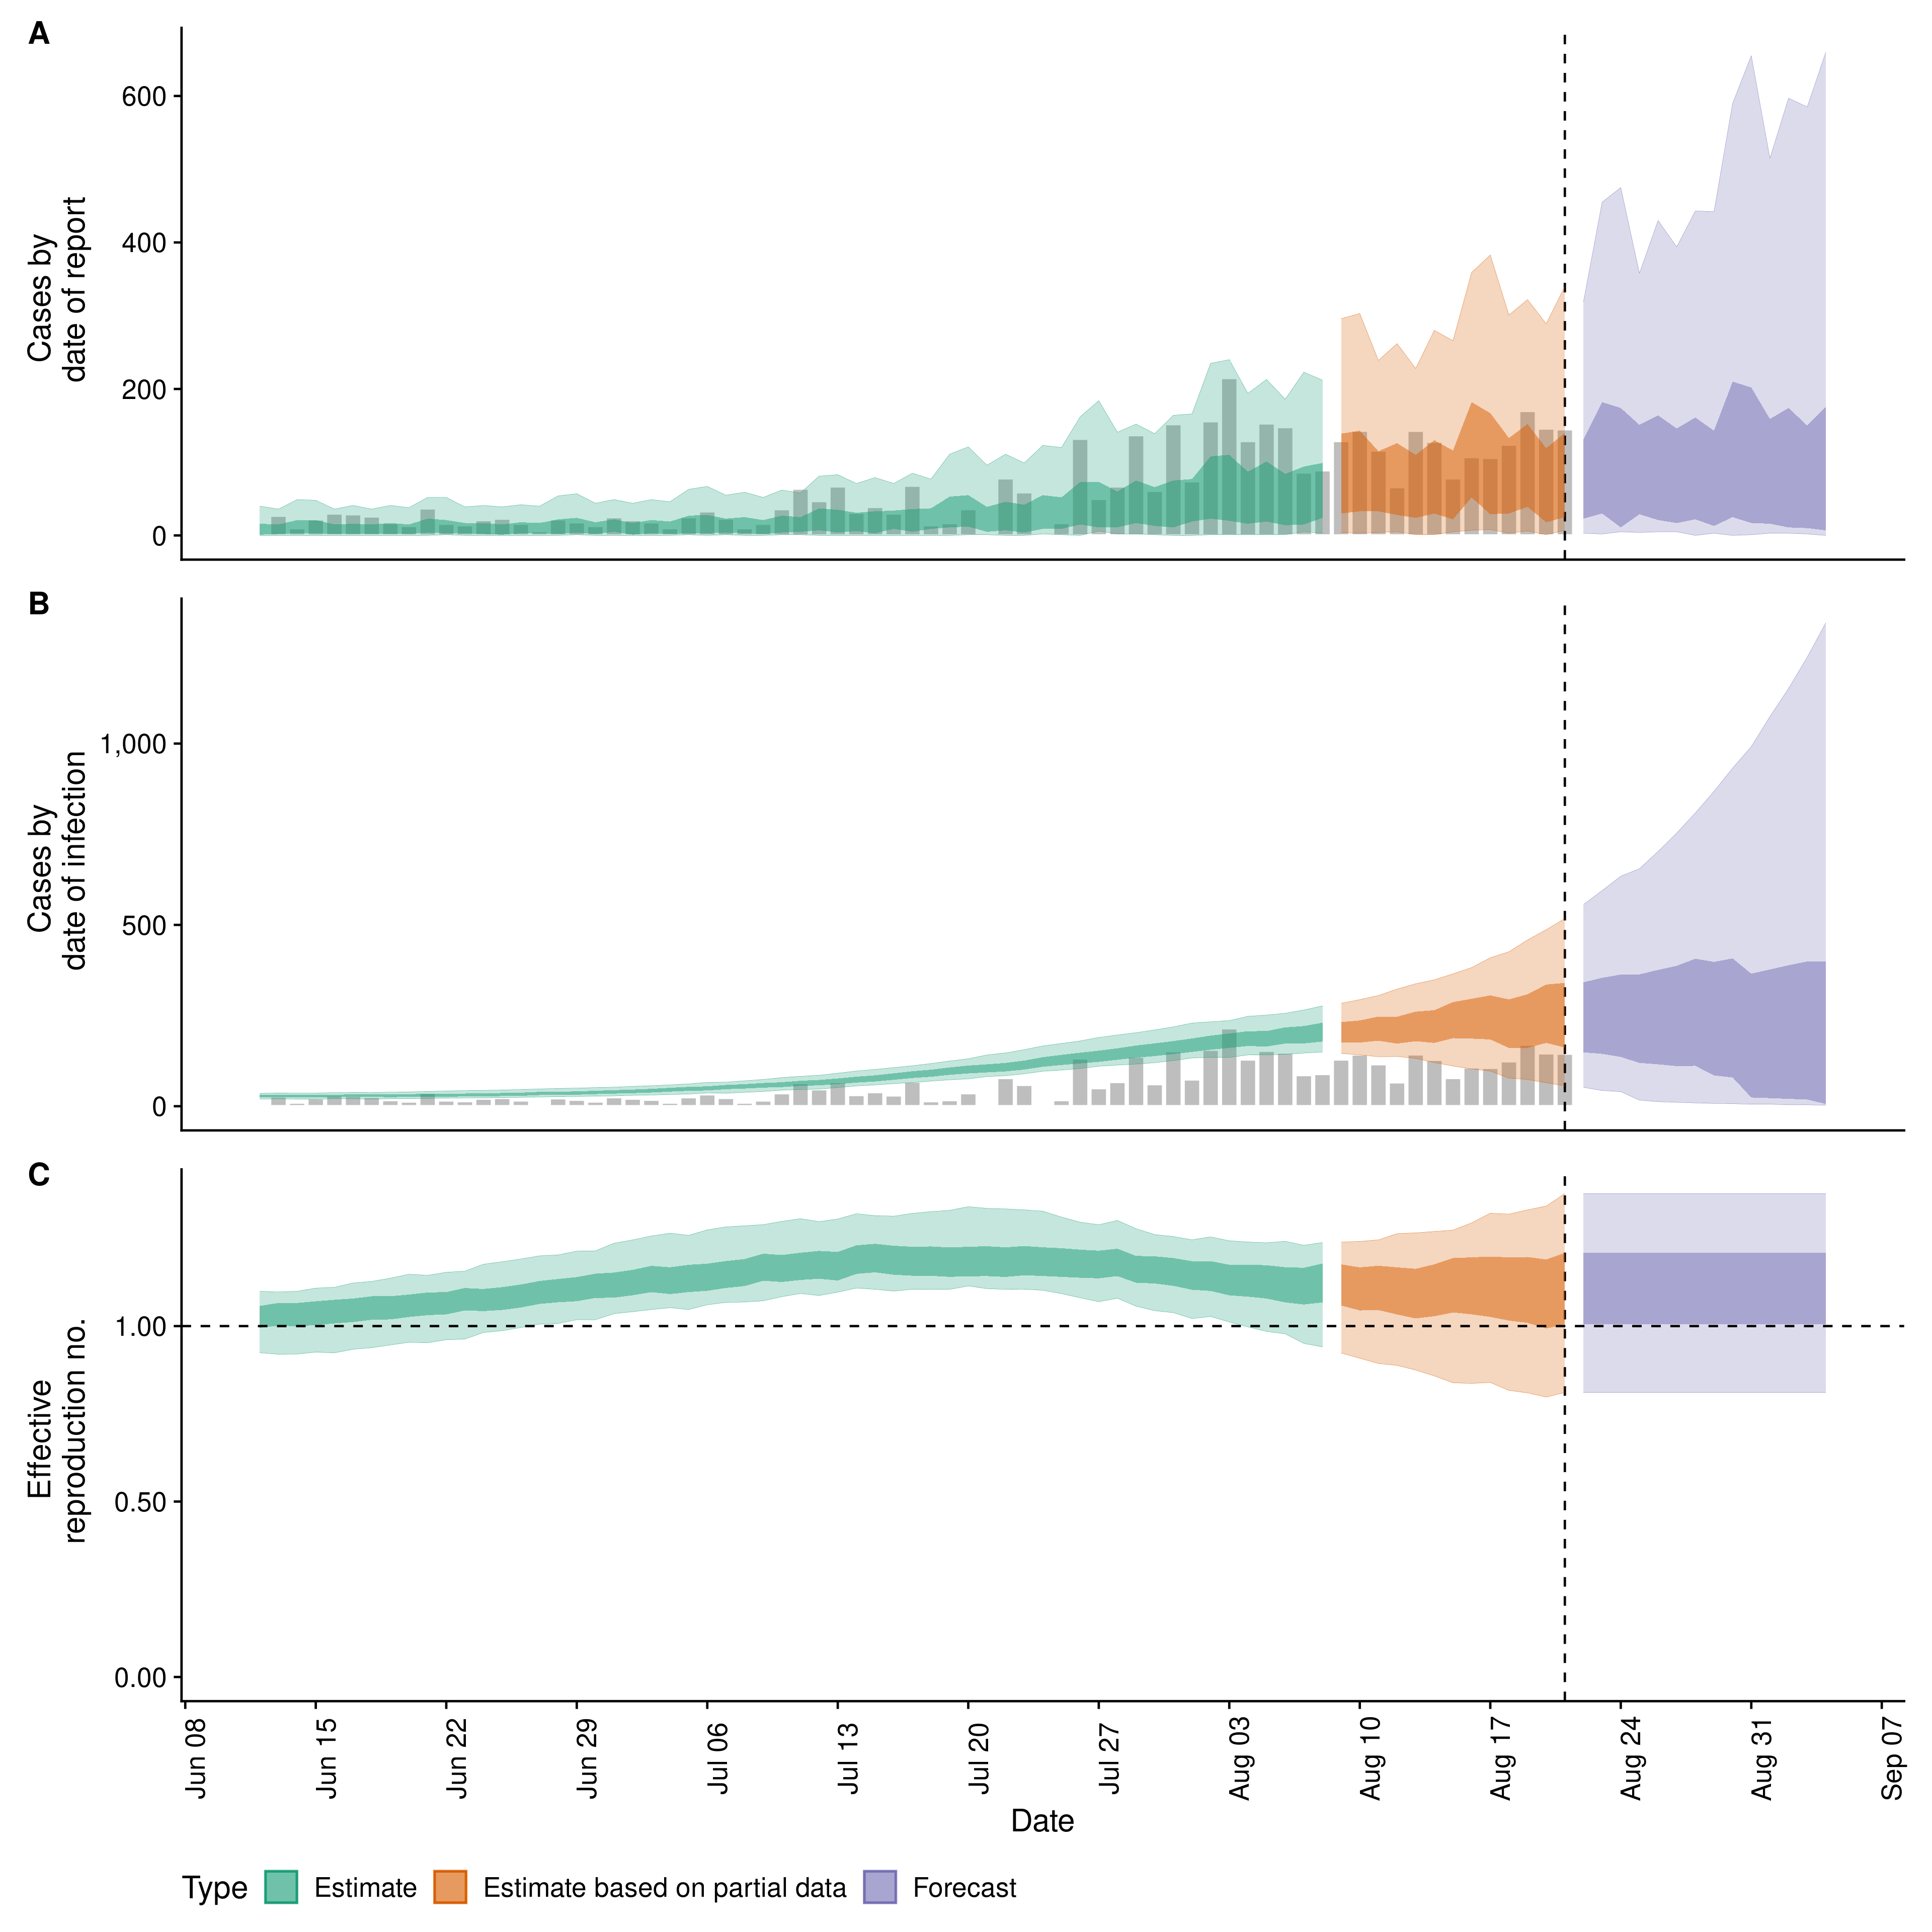 A
Cases by
date of report
600
400
200
0
B
Cases by
date of infection
1,000
500
0
C
Effective
reproduction no.
1.00
0.50
0.00
Jun 08
Jun 15
Jun 22
Jun 29
Jul 06
Jul 13
Jul 20
Jul 27
Aug 03
Aug 10
Aug 17
Aug 24
Aug 31
Sep 07
Date
Type Estimate Estimate based on partial data Forecast